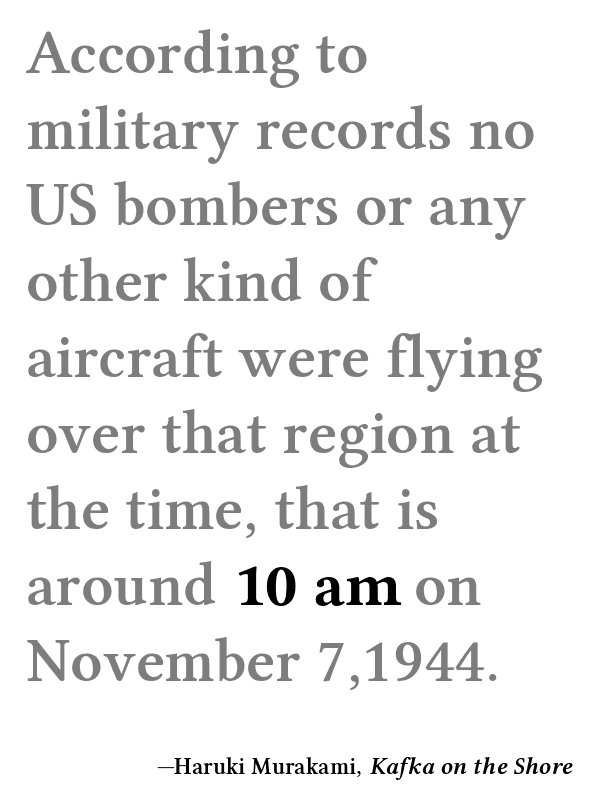 According to
military records no
US bombers or any
other kind of
aircraft were flying
over that region at
the time, that is
around 10 am on
November 7,1944.
—Haruki Murakami, Kafka on the Shore